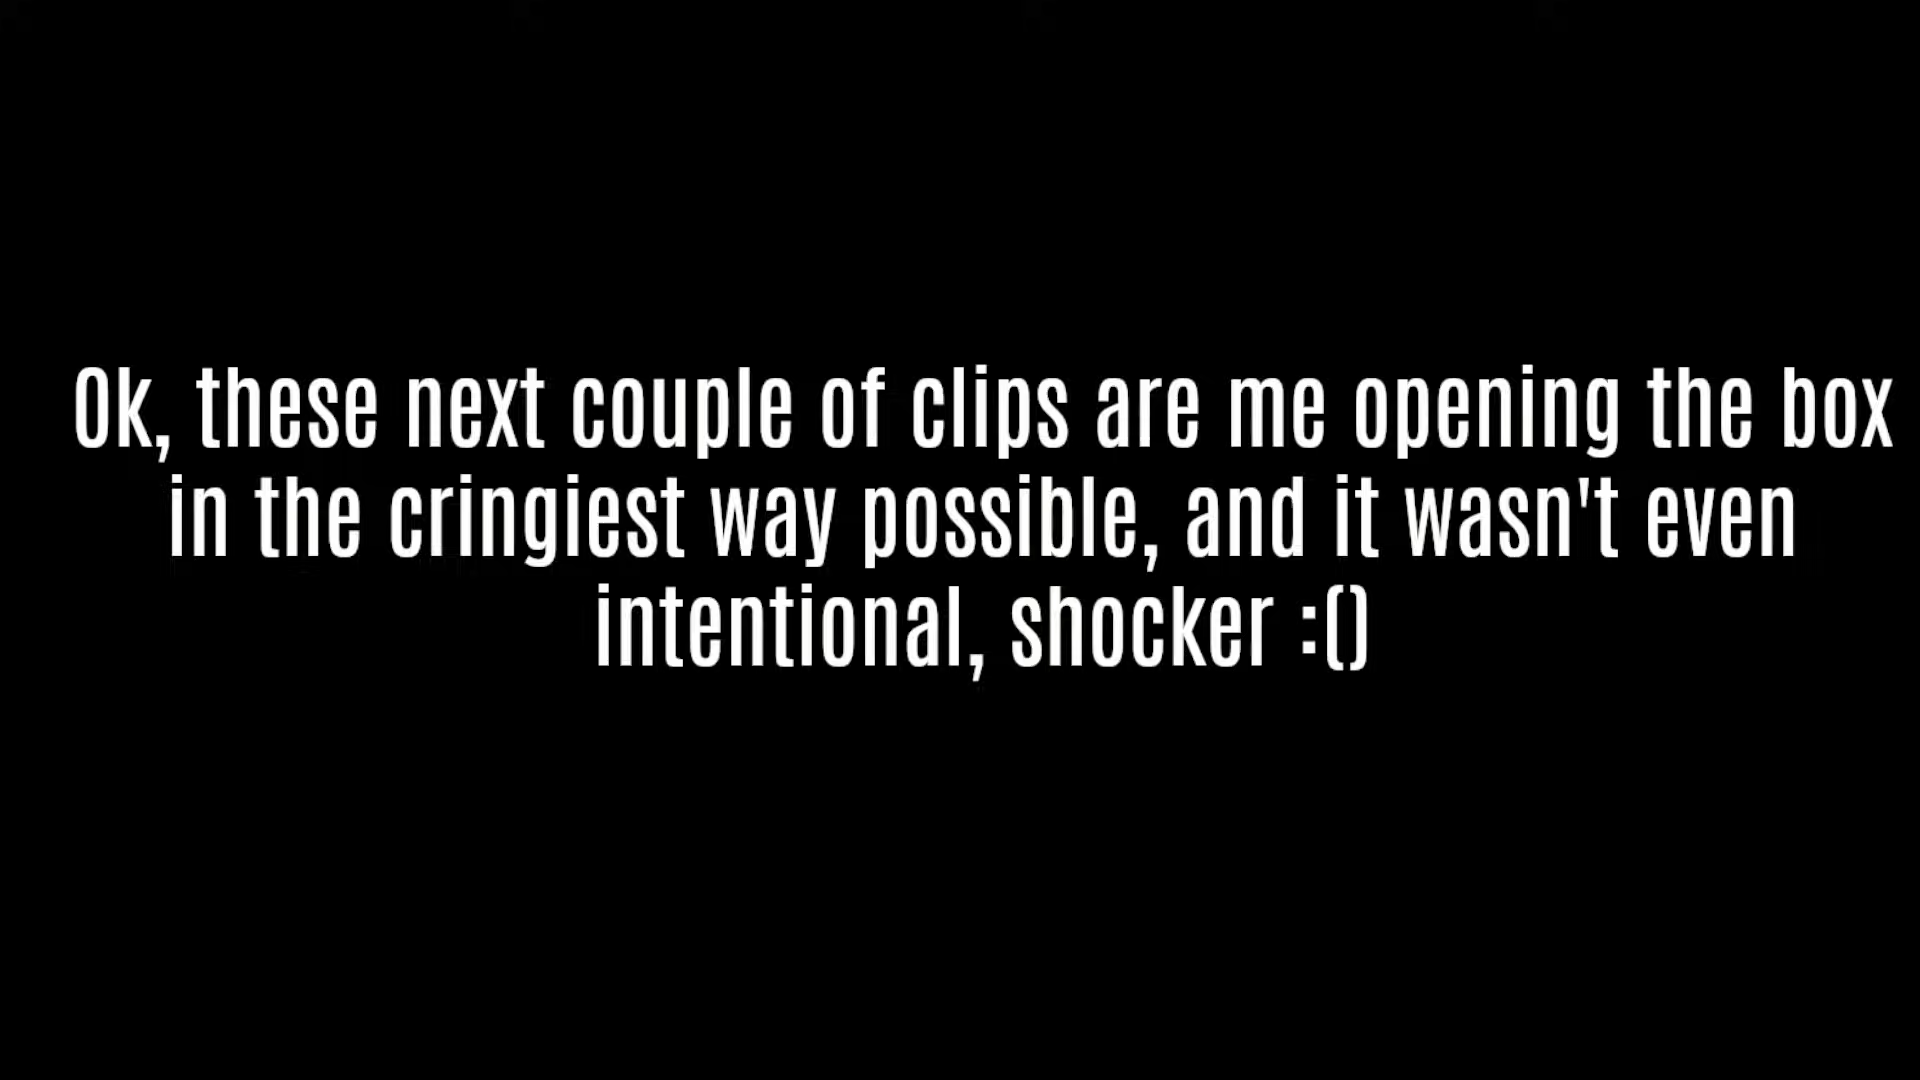 Ok, these next couple of clips are me opening the box
in the cringiest way possible, and it wasn't even
intentional, shocker :()